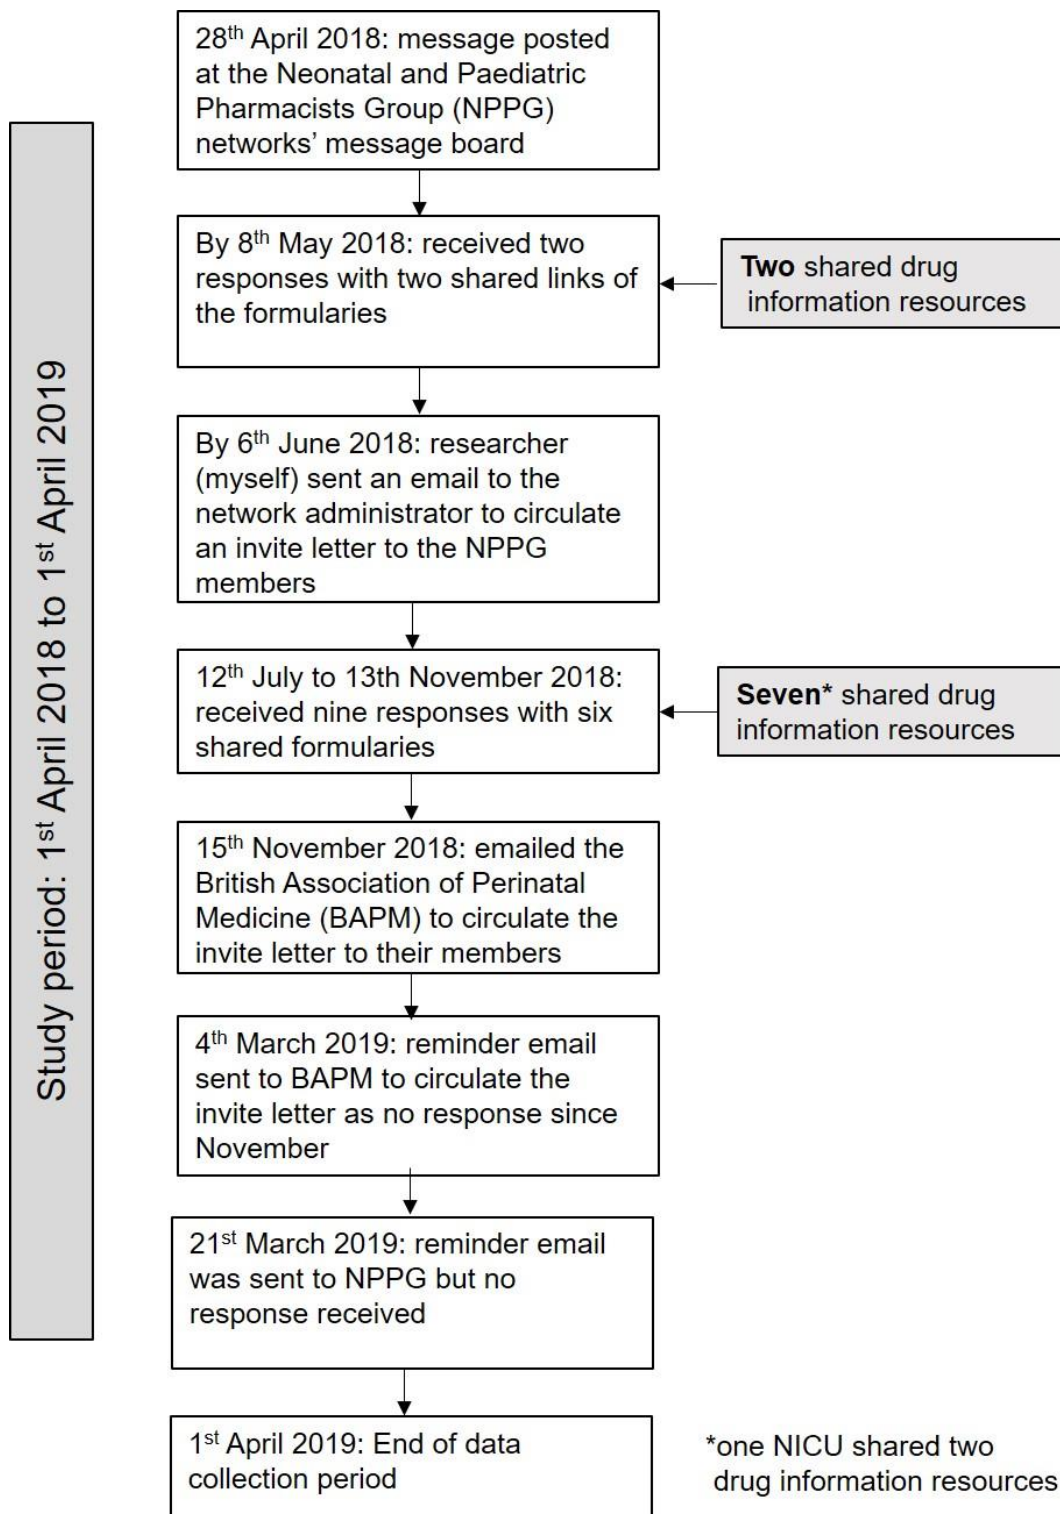 28th April 2018: message posted
at the Neonatal and Paediatric
Pharmacists Group (NPPG)
networks’ message board
By 8th May 2018: received two
responses with two shared links of
the formularies
Two shared drug
information resources
By 6th June 2018: researcher
(myself) sent an email to the
network administrator to circulate
an invite letter to the NPPG
members
12th July to 13th November 2018:
received nine responses with six
shared formularies
Seven* shared drug
information resources
15th November 2018: emailed the
British Association of Perinatal
Medicine (BAPM) to circulate the
invite letter to their members
4th March 2019: reminder email
sent to BAPM to circulate the
invite letter as no response since
November
21st March 2019: reminder email
was sent to NPPG but no
response received
1st April 2019: End of data
collection period
*one NICU shared two
drug information resources
Study period: 1st April 2018 to 1st April 2019